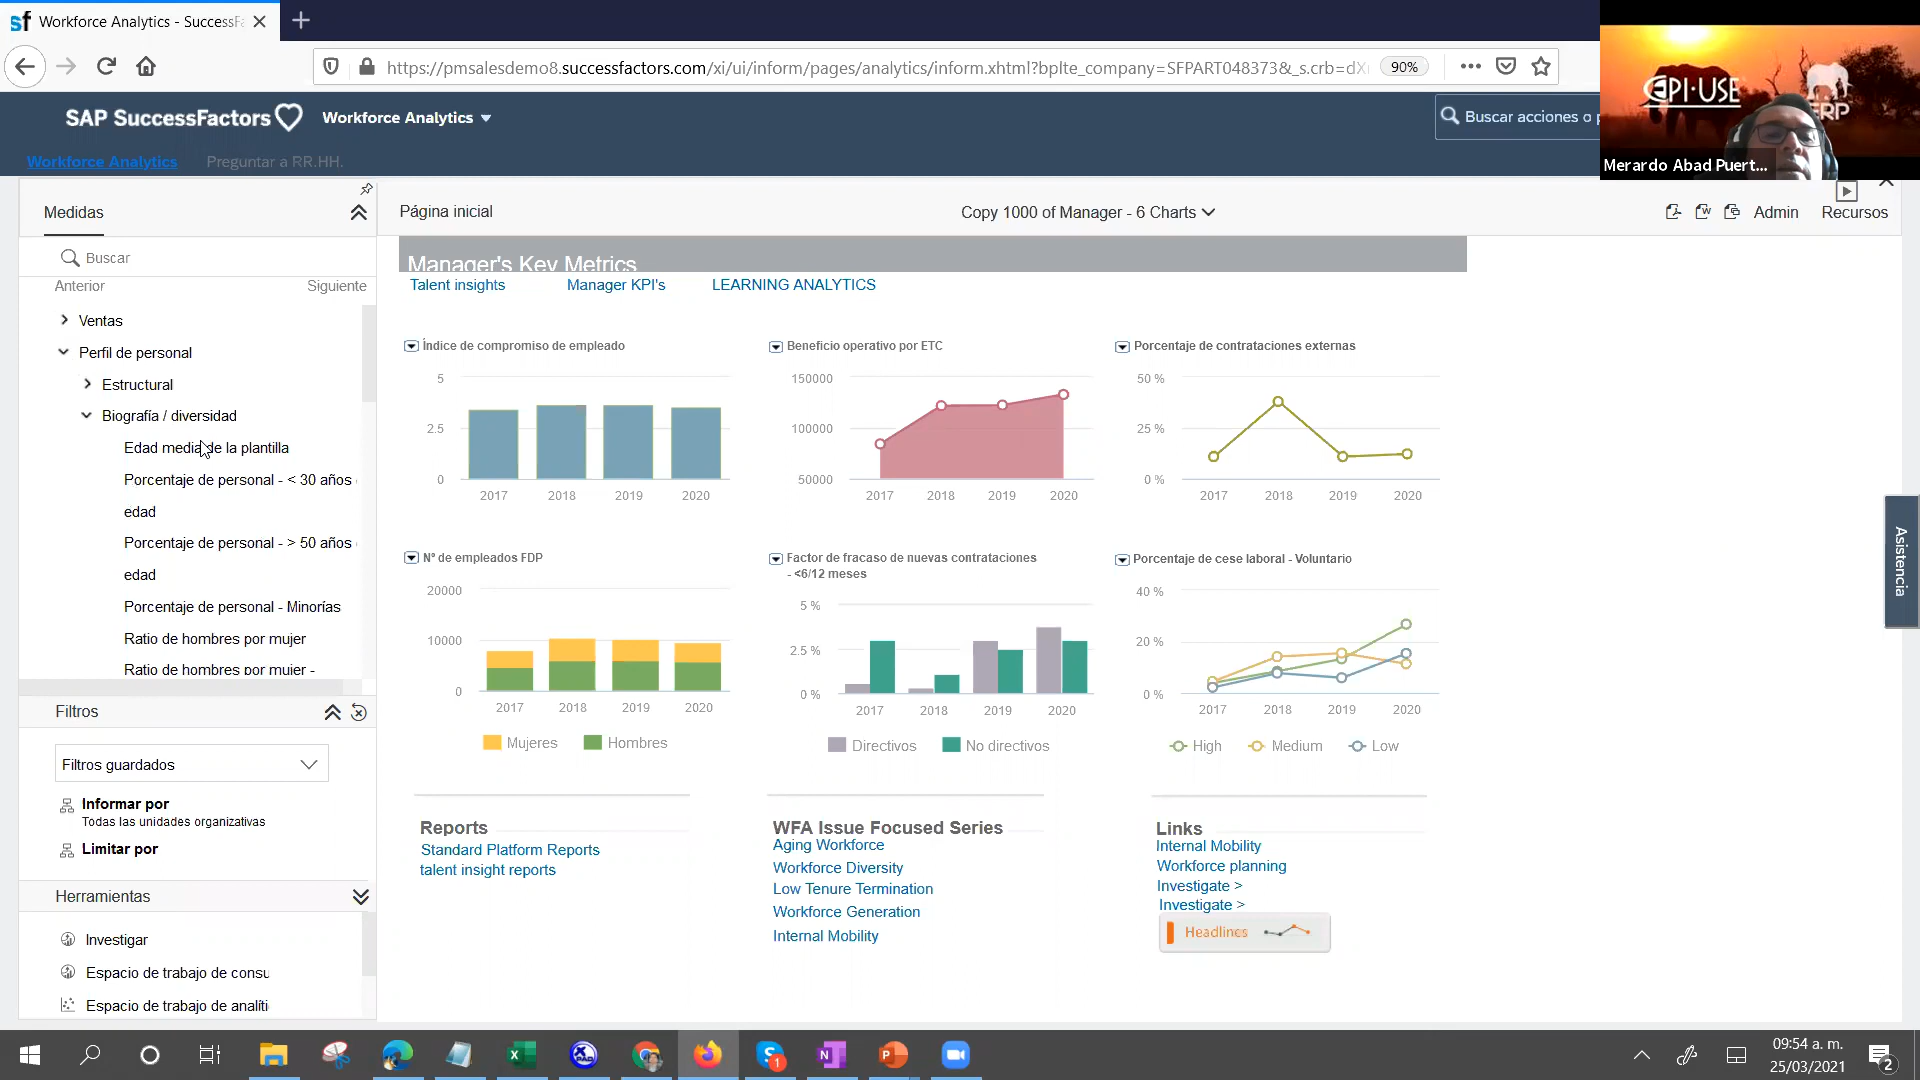 Workforce Analytics - SuccessFa
https://pmsalesdemo8.successfactors.com/xi/ui/inform/pages/analytics/inform.xhtml?bplte_company=SFPART048373&_s.crb=dX
90%
SAP SuccessFactors
Workforce Analytics
Buscar acciones o p
EPI-USE
ERP
Merardo Abad Puert...
Workforce Analytics
Preguntar a RR.HH.
Medidas
Página inicial
Copy 1000 of Manager - 6 Charts
Admin
Recursos
Buscar
Anterior
Siguiente
Ventas
Perfil de personal
Estructural
Biografía / diversidad
Edad media de la plantilla
Porcentaje de personal - < 30 años
edad
Porcentaje de personal - > 50 años
edad
Porcentaje de personal - Minorías
Ratio de hombres por mujer
Ratio de hombres por mujer -
Filtros
Filtros guardados
Informar por
Todas las unidades organizativas
Limitar por
Herramientas
Investigar
Espacio de trabajo de consu
Espacio de trabajo de analíti
Manager's Key Metrics
Talent insights
Manager KPI's
LEARNING ANALYTICS
Índice de compromiso de empleado
5
2.5
0
2017 2018 2019 2020
Beneficio operativo por ETC
150000
100000
50000
2017 2018 2019 2020
Porcentaje de contrataciones externas
50 %
25 %
0 %
2017 2018 2019 2020
Nº de empleados FDP
20000
10000
0
2017 2018 2019 2020
Mujeres Hombres
Factor de fracaso de nuevas contrataciones
- <6/12 meses
5 %
2.5 %
0 %
2017 2018 2019 2020
Directivos No directivos
Porcentaje de cese laboral - Voluntario
40 %
20 %
0 %
2017 2018 2019 2020
High Medium Low
Reports
Standard Platform Reports
talent insight reports
WFA Issue Focused Series
Aging Workforce
Workforce Diversity
Low Tenure Termination
Workforce Generation
Internal Mobility
Links
Internal Mobility
Workforce planning
Investigate >
Investigate >
Headlines
Asistencia
09:54 a. m.
25/03/2021
2